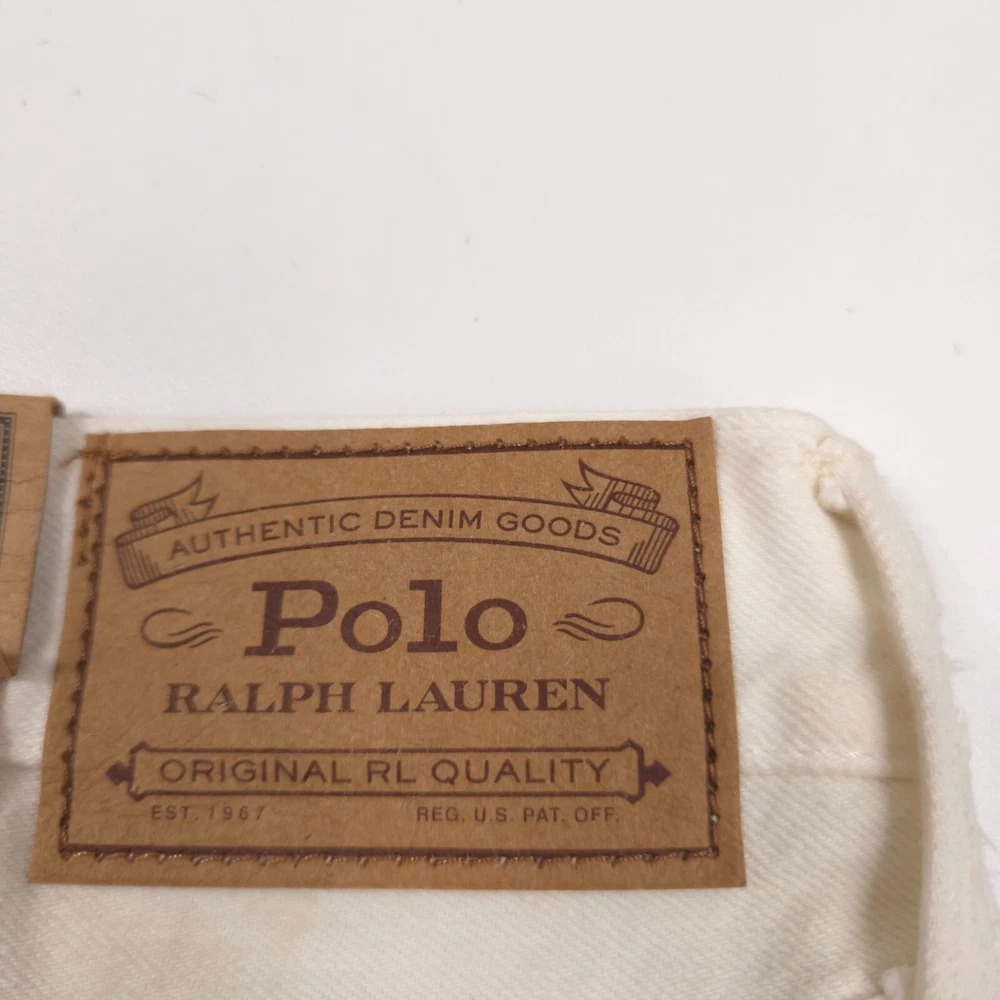 AUTHENTIC DENIM GOODS
Polo
RALPH LAUREN
ORIGINAL RL QUALITY
EST. 1967 REG. U.S. PAT. OFF.